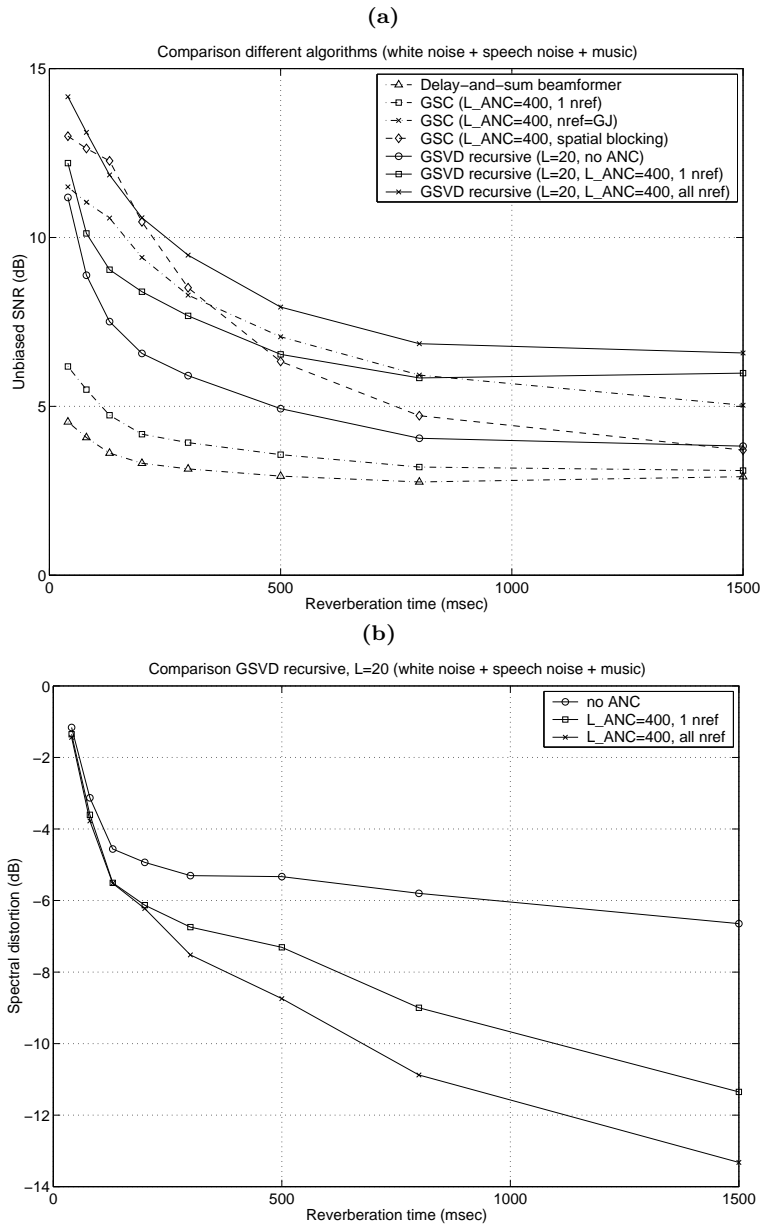 (a)
Comparison different algorithms (white noise + speech noise + music)
15
10
5
0
Unbiased SNR (dB)
Delay−and−sum beamformer
GSC (L_ANC=400, 1 nref)
GSC (L_ANC=400, nref=GJ)
GSC (L_ANC=400, spatial blocking)
GSVD recursive (L=20, no ANC)
GSVD recursive (L=20, L_ANC=400, 1 nref)
GSVD recursive (L=20, L_ANC=400, all nref)
0 500 1000 1500
Reverberation time (msec)
(b)
Comparison GSVD recursive, L=20 (white noise + speech noise + music)
0
−2
−4
−6
−8
−10
−12
−14
Spectral distortion (dB)
no ANC
L_ANC=400, 1 nref
L_ANC=400, all nref
0 500 1000 1500
Reverberation time (msec)